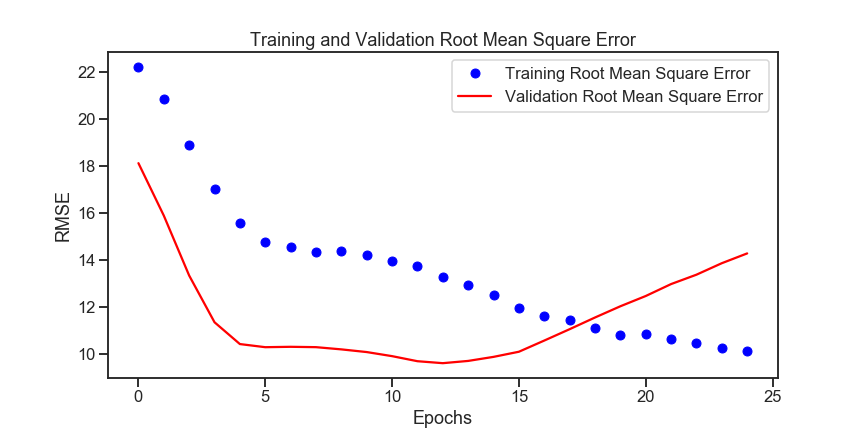 Training and Validation Root Mean Square Error
Training Root Mean Square Error
Validation Root Mean Square Error
RMSE
22
20
18
16
14
12
10
0 5 10 15 20 25
Epochs